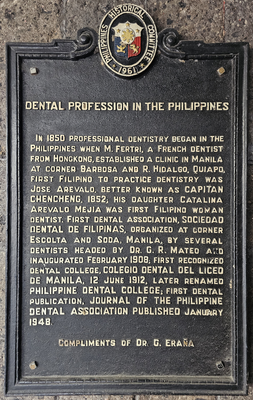 PHILIPPINES HISTORICAL COMMITTEE
1961
DENTAL PROFESSION IN THE PHILIPPINES
IN 1850 PROFESSIONAL DENTISTRY BEGAN IN THE
PHILIPPINES WHEN M. FERTRI, A FRENCH DENTIST
FROM HONGKONG, ESTABLISHED A CLINIC IN MANILA
AT CORNER BARBOSA AND R. HIDALGO, QUIAPO.
FIRST FILIPINO TO PRACTICE DENTISTRY WAS
JOSE AREVALO, BETTER KNOWN AS CAPITAN
CHENCHENG, 1852, HIS DAUGHTER CATALINA
AREVALO MEJIA WAS FIRST FILIPINO WOMAN
DENTIST. FIRST DENTAL ASSOCIATION, SOCIEDAD
DENTAL DE FILIPINAS, ORGANIZED AT CORNER
ESCOLTA AND SODA, MANILA, BY SEVERAL
DENTISTS HEADED BY DR. G. R. MATEO AND
INAUGURATED FEBRUARY 1908, FIRST RECOGNIZED
DENTAL COLLEGE, COLEGIO DENTAL DEL LICEO
DE MANILA, 12 JUNE 1912, LATER RENAMED
PHILIPPINE DENTAL COLLEGE; FIRST DENTAL
PUBLICATION, JOURNAL OF THE PHILIPPINE
DENTAL ASSOCIATION PUBLISHED JANUARY
1948.
COMPLIMENTS OF DR. G. ERAÑA